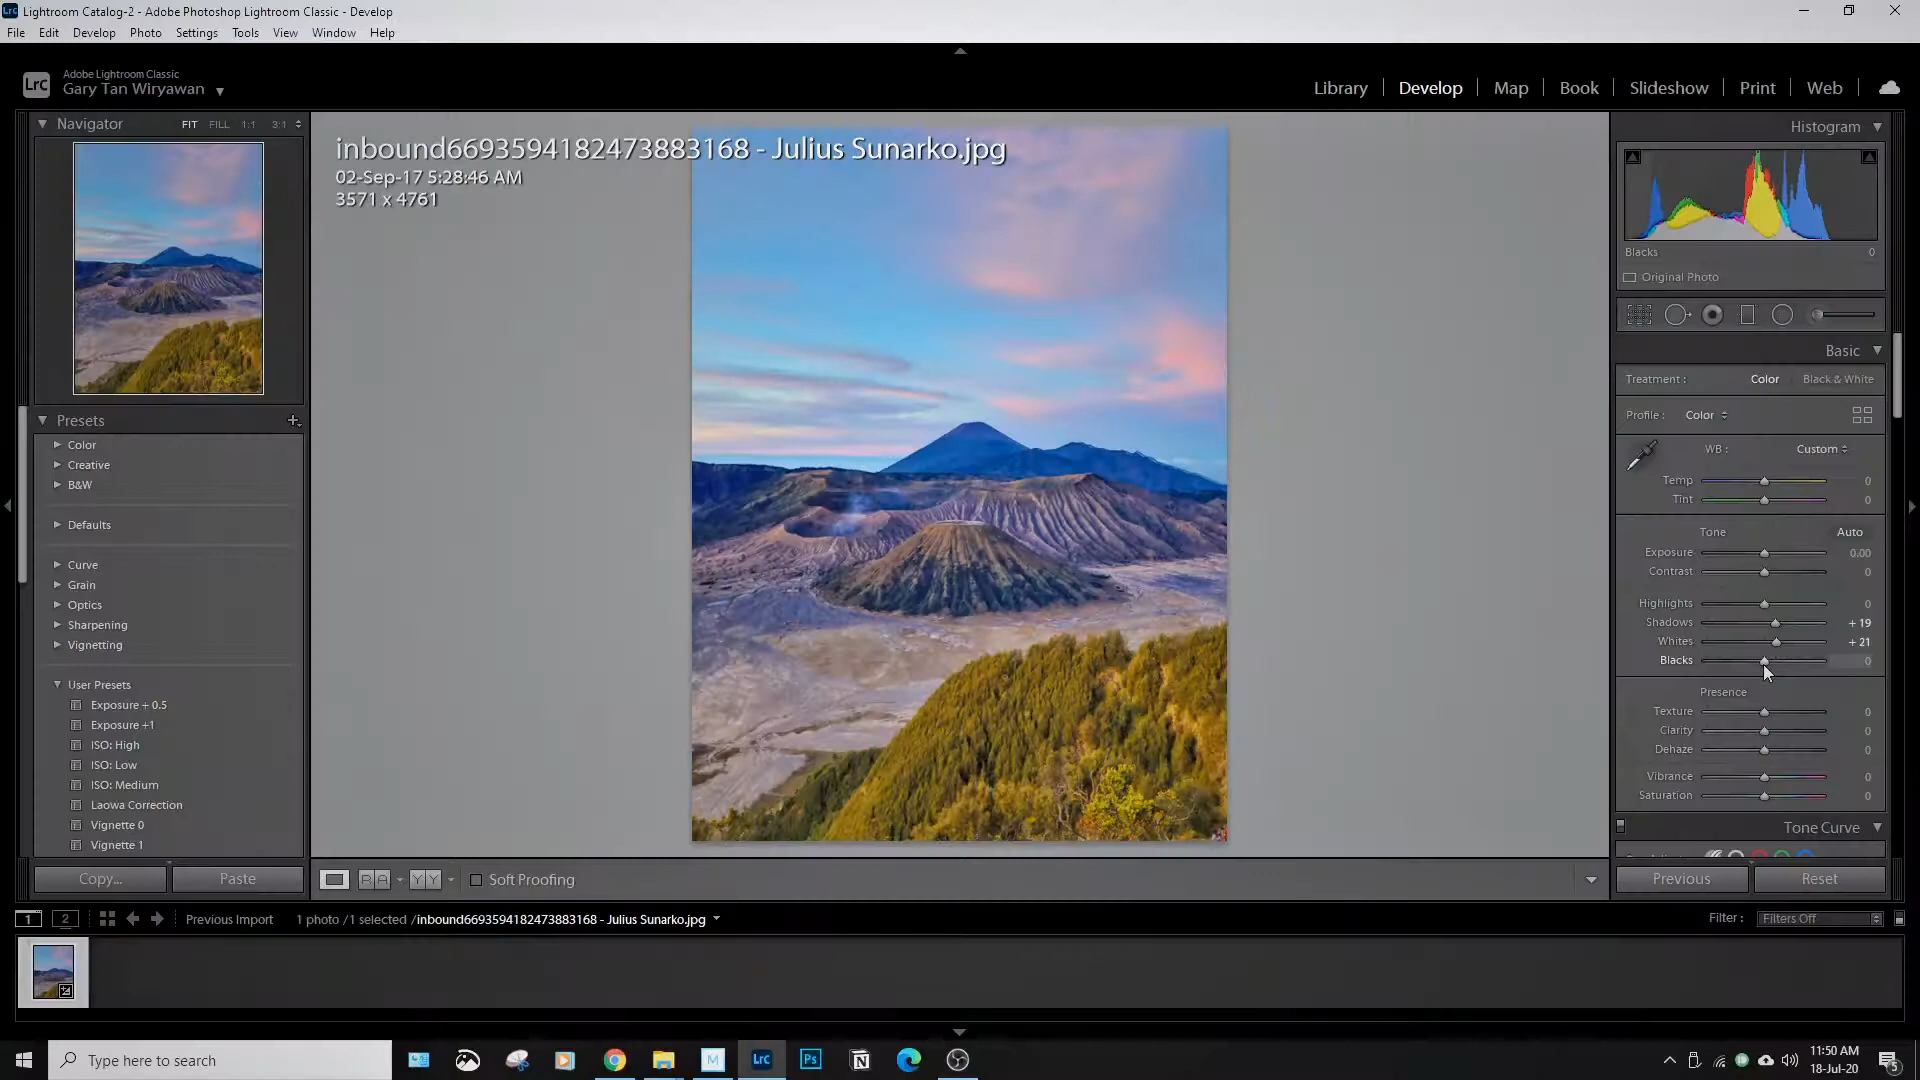 Lightroom Catalog-2 - Adobe Photoshop Lightroom Classic - Develop
File Edit Develop Photo Settings Tools View Window Help
Lrc
Adobe Lightroom Classic
Gary Tan Wiryawan
Library Develop Map Book Slideshow Print Web
Navigator FIT FILL 1:1 3:1
Presets
Color
Creative
B&W
Defaults
Curve
Grain
Optics
Sharpening
Vignetting
User Presets
Exposure + 0.5
Exposure +1
ISO: High
ISO: Low
ISO: Medium
Laowa Correction
Vignette 0
Vignette 1
Copy... Paste
inbound6693594182473883168 - Julius Sunarko.jpg
02-Sep-17 5:28:46 AM
3571 x 4761
Soft Proofing
Histogram
Blacks 0
Original Photo
Basic
Treatment : Color Black & White
Profile : Color
WB : Custom
Temp 0
Tint 0
Tone Auto
Exposure 0.00
Contrast 0
Highlights 0
Shadows + 19
Whites + 21
Blacks 0
Presence
Texture 0
Clarity 0
Dehaze 0
Vibrance 0
Saturation 0
Tone Curve
Previous Reset
1 2 Previous Import 1 photo /1 selected /inbound6693594182473883168 - Julius Sunarko.jpg Filter : Filters Off
Type here to search
Lrc Ps
11:50 AM
18-Jul-20
5